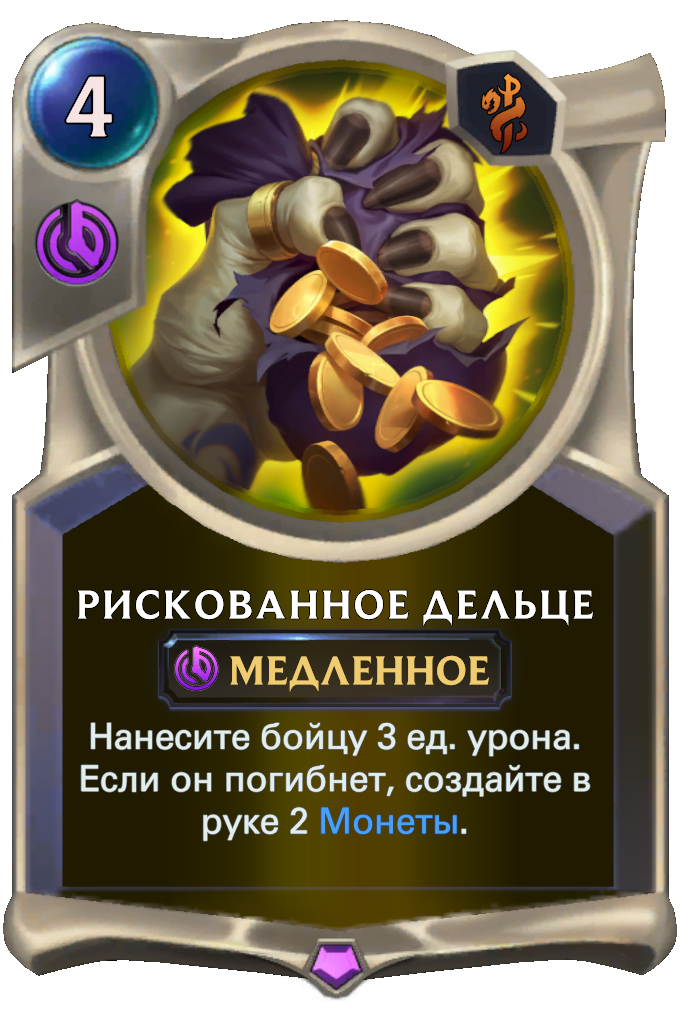 4
РИСКОВАННОЕ ДЕЛЬЦЕ
МЕДЛЕННОЕ
Нанесите бойцу 3 ед. урона.
Если он погибнет, создайте в
руке 2 Монеты.